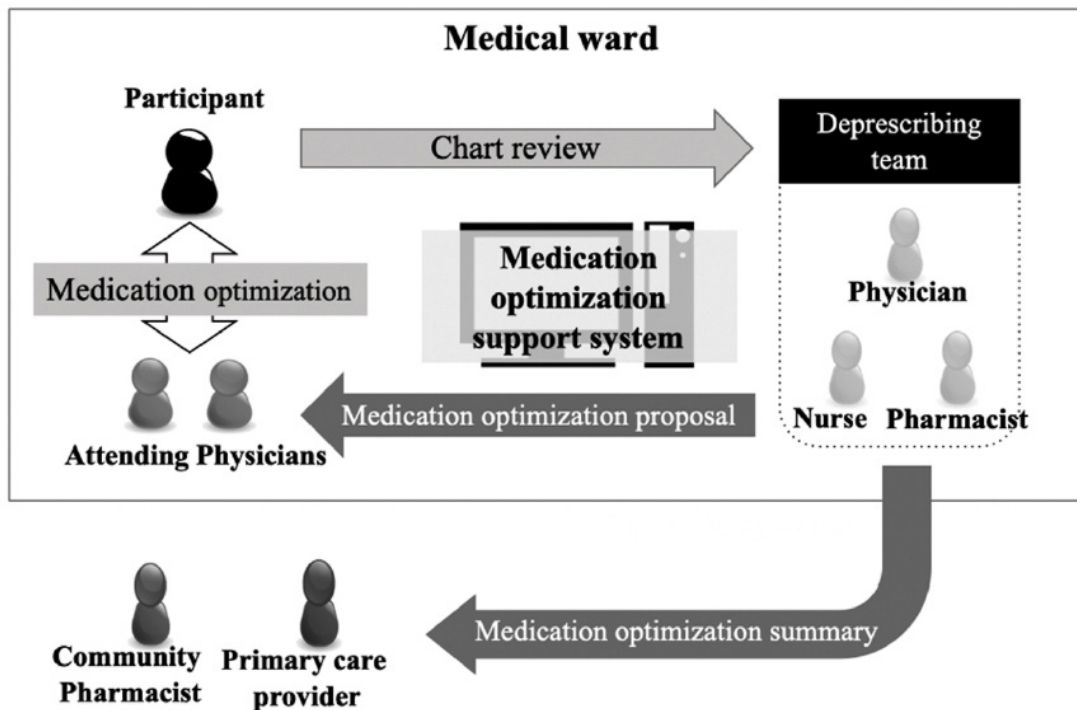 Medical ward
Participant
Chart review
Deprescribing
team
Medication
optimization
support system
Physician
Medication optimization
Nurse
Pharmacist
Medication optimization proposal
Attending Physicians
Medication optimization summary
Community
Pharmacist
Primary care
provider